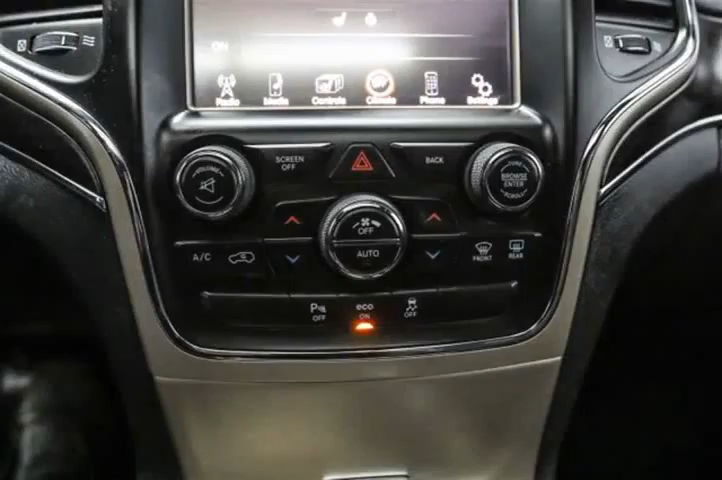 ON
Radio Media Controls Climate Phone Settings
VOLUME
SCREEN
OFF
BACK
TUNE
BROWSE
ENTER
SCROLL
OFF
AUTO
A/C
FRONT
REAR
P
OFF
eco
ON
OFF